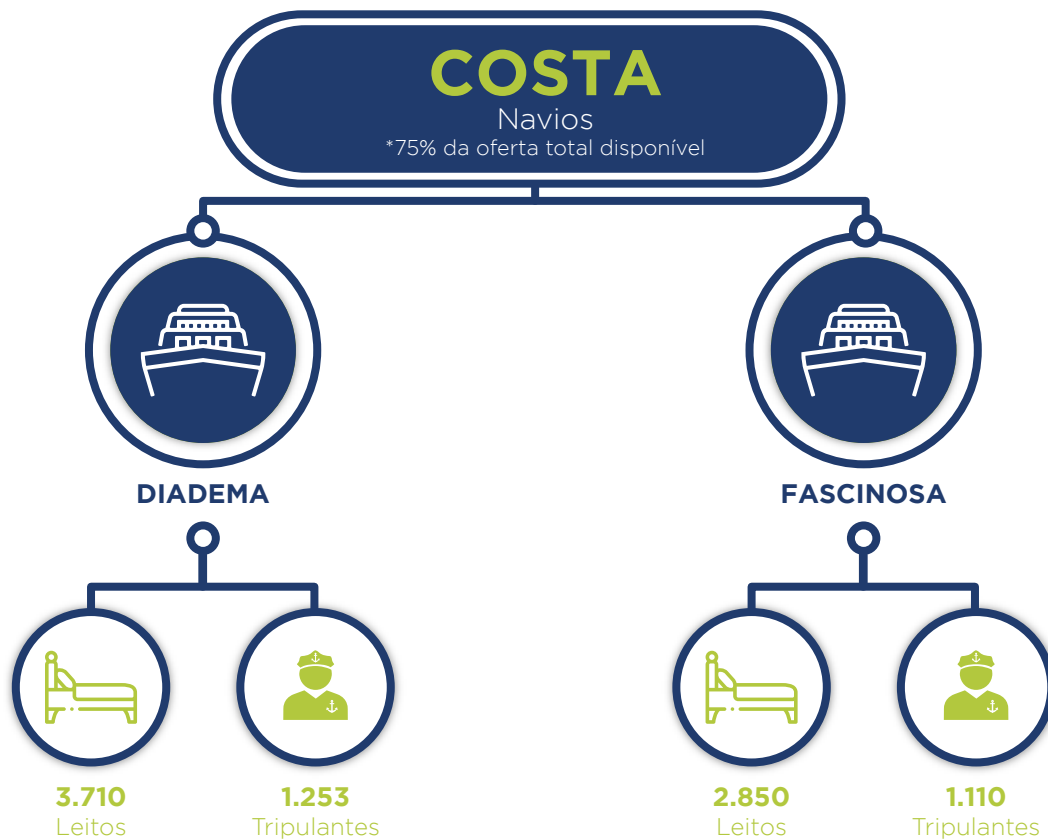 COSTA
Navios
*75% da oferta total disponível
DIADEMA
FASCINOSA
3.710
Leitos
1.253
Tripulantes
2.850
Leitos
1.110
Tripulantes